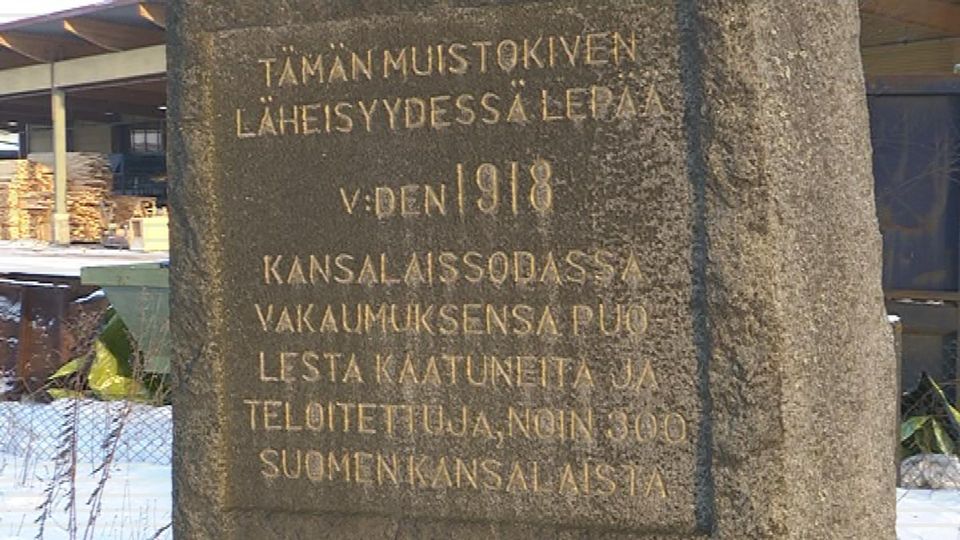 TÄMÄN MUISTOKIVEN
LÄHEISYYDESSÄ LEPÄÄ
V:DEN 1918
KANSALAISSODASSA
VAKAUMUKSENSA PUO
LESTA KAATUNEITA JA
TELOITETTUJA, NOIN 300
SUOMEN KANSALAISTA